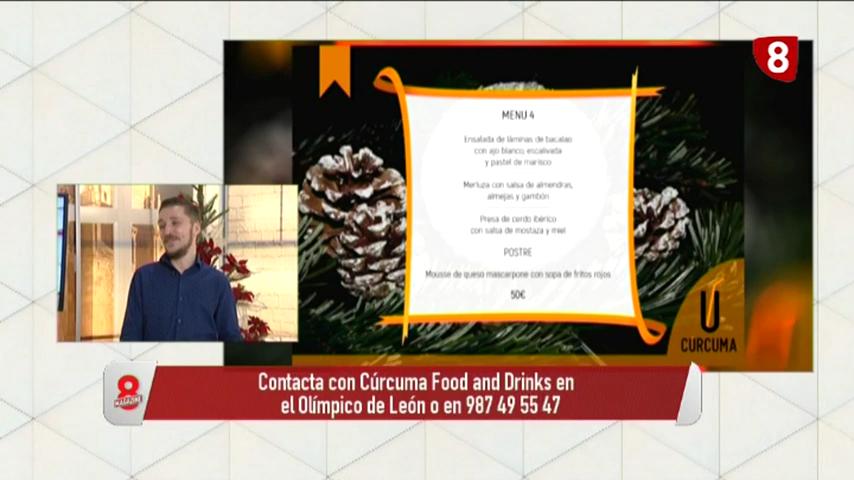 8
MENU 4
Ensalada de láminas de bacalao
con ajo blanco, escalivada
y pastel de marisco
Merluza con salsa de almendras,
almejas y gambón
Presa de cerdo ibérico
con salsa de mostaza y miel
POSTRE
Mousse de queso mascarpone con sopa de fritos rojos
50€
CURCUMA
8
MAGAZINE
Contacta con Cúrcuma Food and Drinks en
el Olímpico de León o en 987 49 55 47